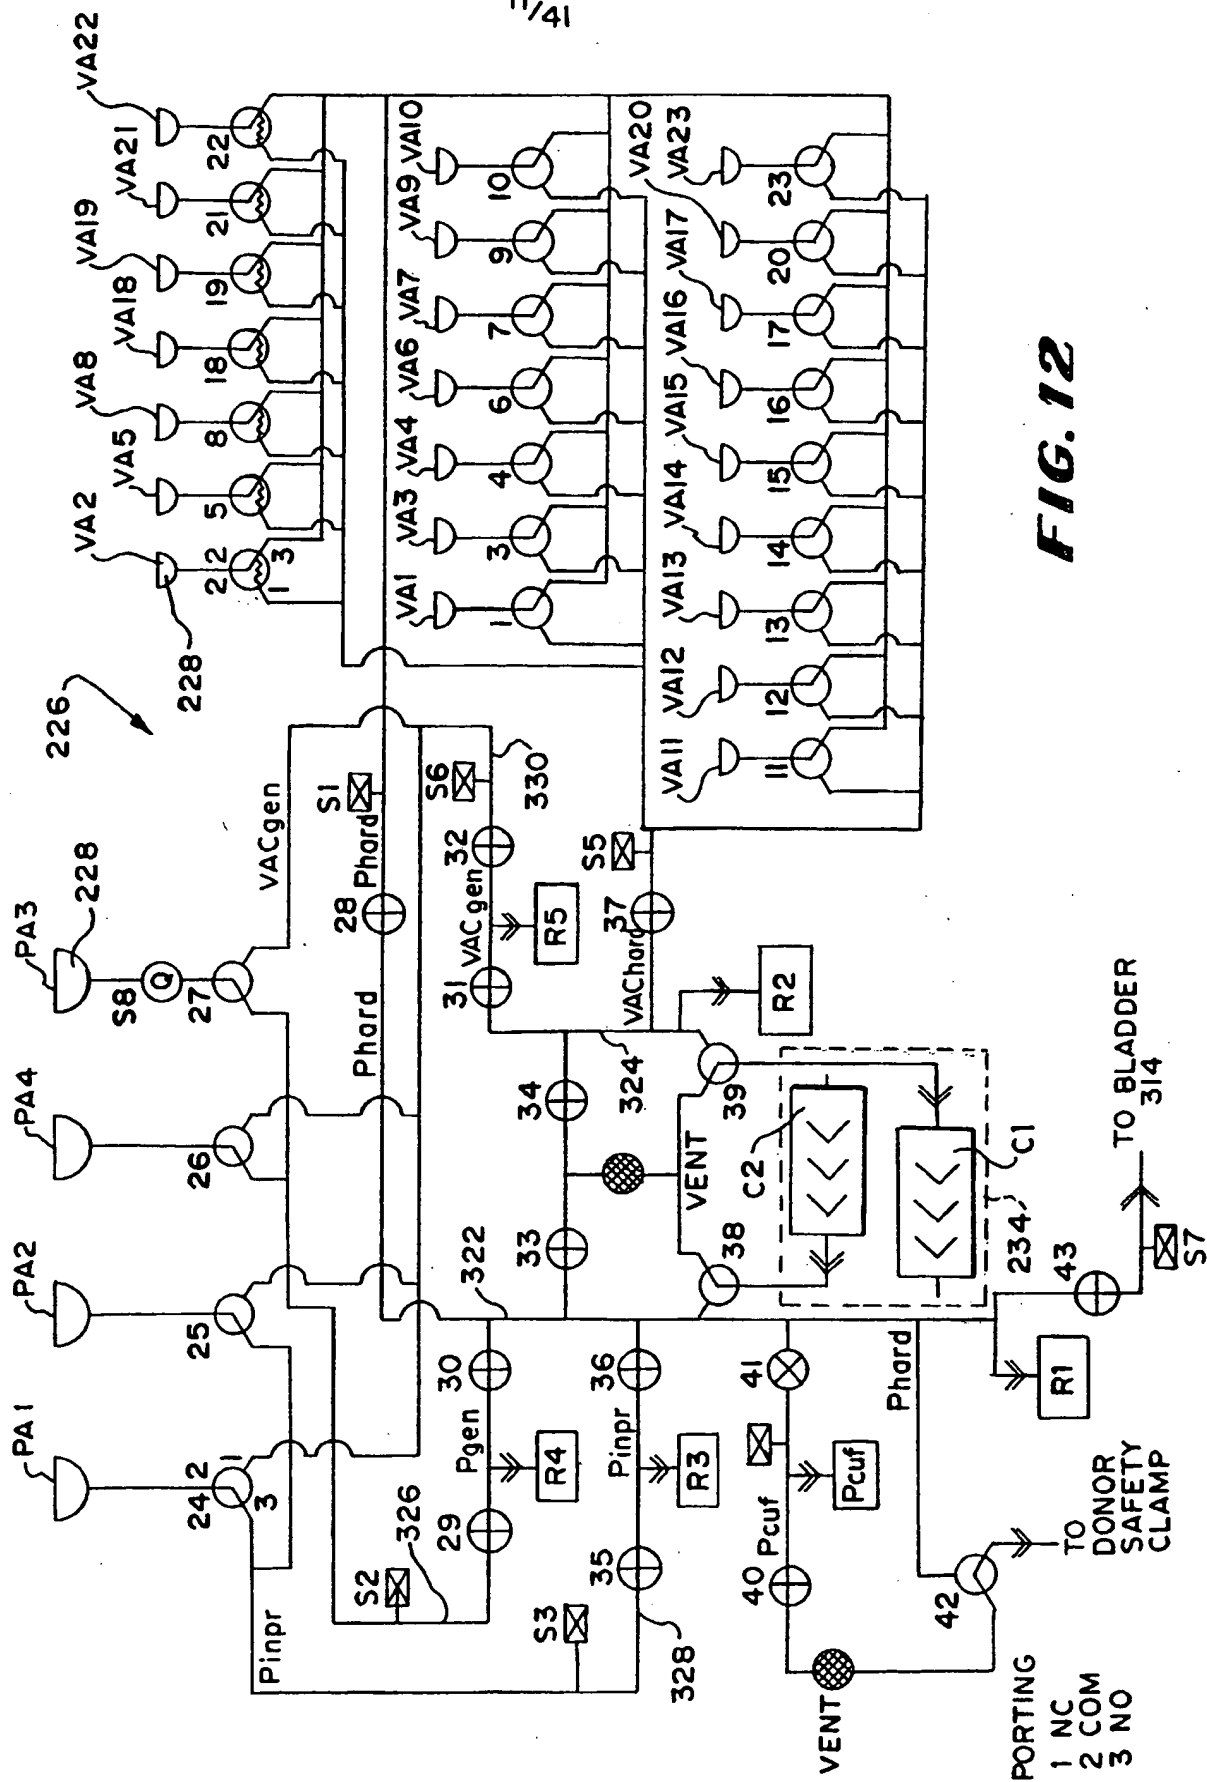 11/41
226
228
PA1
PA2
PA4
PA3
228
S8
Q
24
2
1
3
25
26
27
VACgen
Pinpr
S2
326
S3
328
Phard
28
Phard
S1
S6
330
32
VACgen
31
R5
Pgen
30
29
R4
322
33
34
324
Pinpr
36
35
R3
VAChard
37
S5
R2
VENT
38
39
C2
C1
234
41
Pcuf
40
Pcuf
VENT
Phard
42
TO
DONOR
SAFETY
CLAMP
R1
43
S7
TO BLADDER
314
VA2
VA5
VA8
VA18
VA19
VA21
VA22
228
2
2
1
3
5
8
18
19
21
22
VA1
VA3
VA4
VA6
VA7
VA9
VA10
1
3
4
6
7
9
10
VA11
VA12
VA13
VA14
VA15
VA16
VA17
VA20
VA23
11
12
13
14
15
16
17
20
23
PORTING
1 NC
2 COM
3 NO
FIG. 12